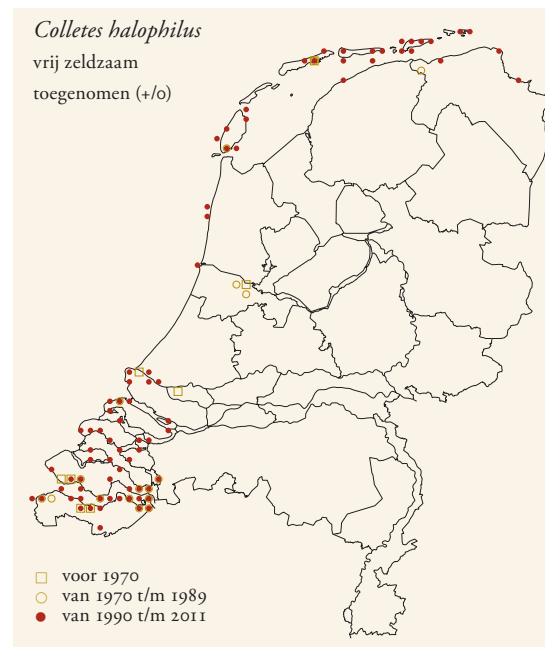 Colletes halophilus
vrij zeldzaam
toegenomen (+/0)
voor 1970
van 1970 t/m 1989
van 1990 t/m 2011